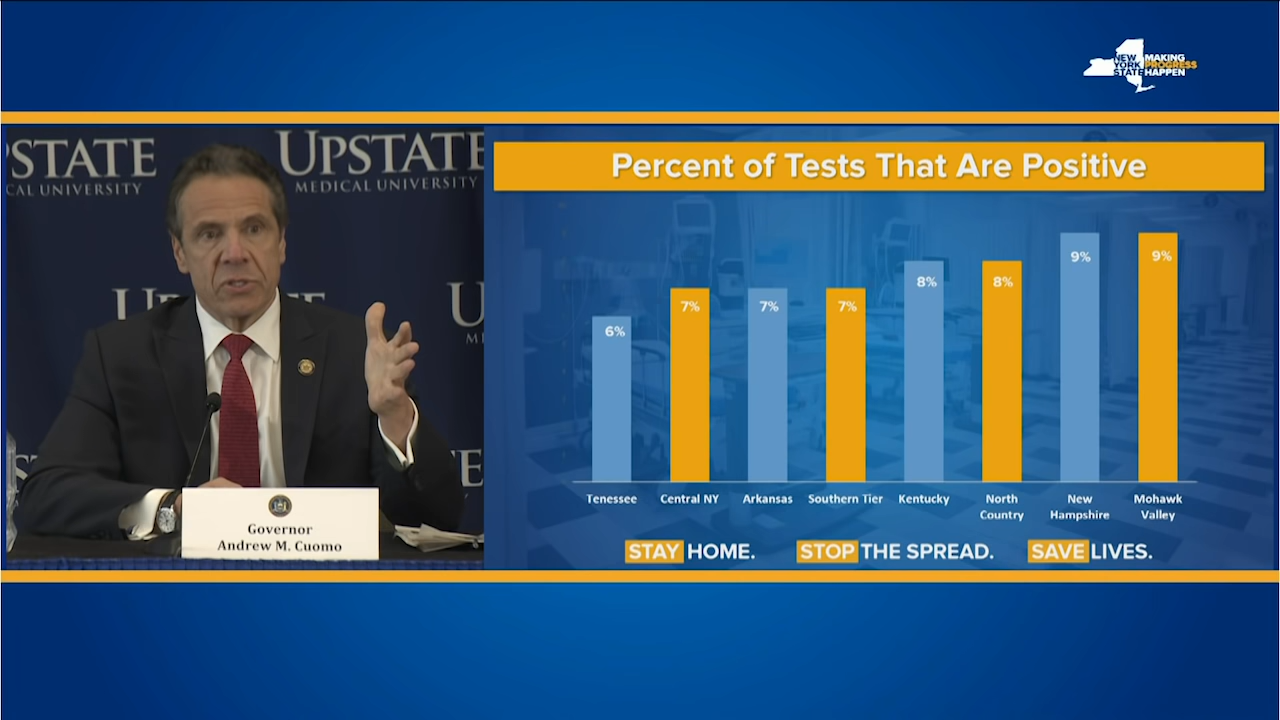 NEW
YORK
STATE
MAKING
PROGRESS
HAPPEN
STATE
CAL UNIVERSITY
UPSTATE
MEDICAL UNIVERSITY
Governor
Andrew M. Cuomo
Percent of Tests That Are Positive
6%
7%
7%
7%
8%
8%
9%
9%
Tenessee
Central NY
Arkansas
Southern Tier
Kentucky
North
Country
New
Hampshire
Mohawk
Valley
STAY HOME.
STOP THE SPREAD.
SAVE LIVES.